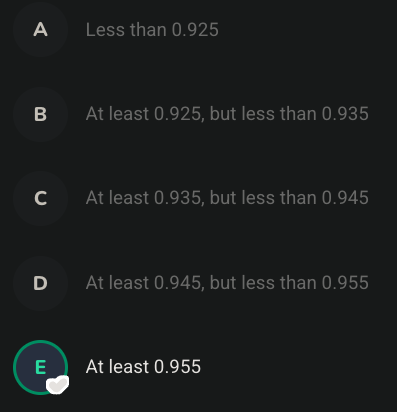 A Less than 0.925
B At least 0.925, but less than 0.935
C At least 0.935, but less than 0.945
D At least 0.945, but less than 0.955
E At least 0.955